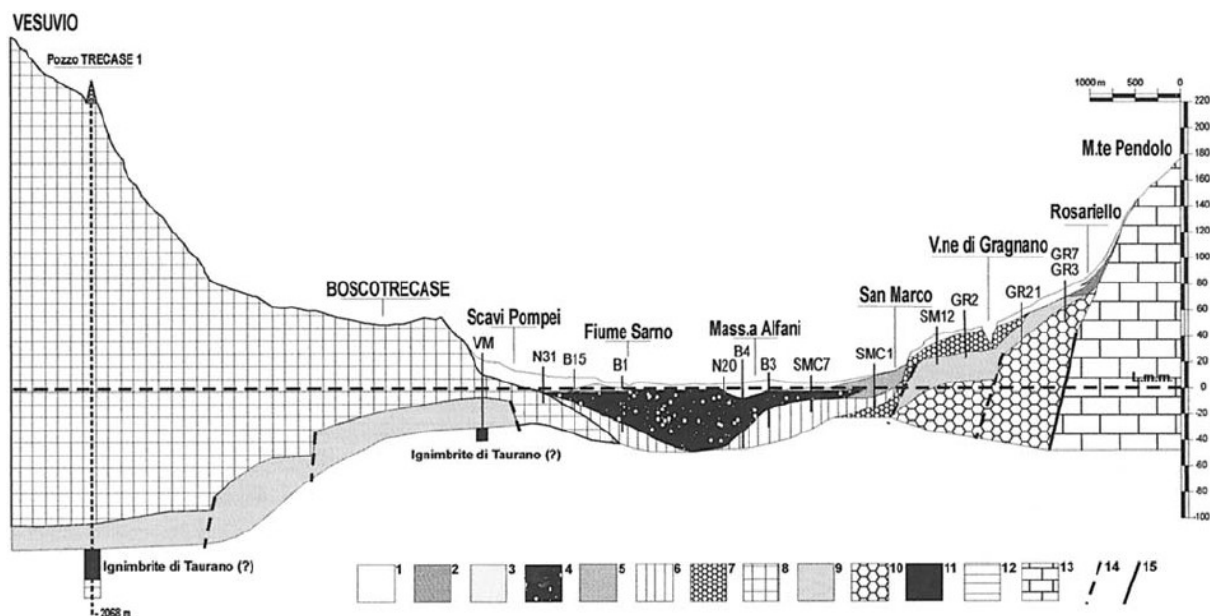 VESUVIO
Pozzo TRECASE 1
1000 m 500 0
220
200
180
160
140
120
100
80
60
40
20
0
-20
-40
-60
-80
-100
M.te Pendolo
Rosariello
V.ne di Gragnano
GR7
GR3
GR21
San Marco
GR2
SM12
BOSCOTRECASE
Scavi Pompei
VM
Fiume Sarno
Mass.a Alfani
N31 B15 B1 N20 B4 B3 SMC7 SMC1
L.m.m.
Ignimbrite di Taurano (?)
Ignimbrite di Taurano (?)
- 2068 m
1 2 3 4 5 6 7 8 9 10 11 12 13 14 15